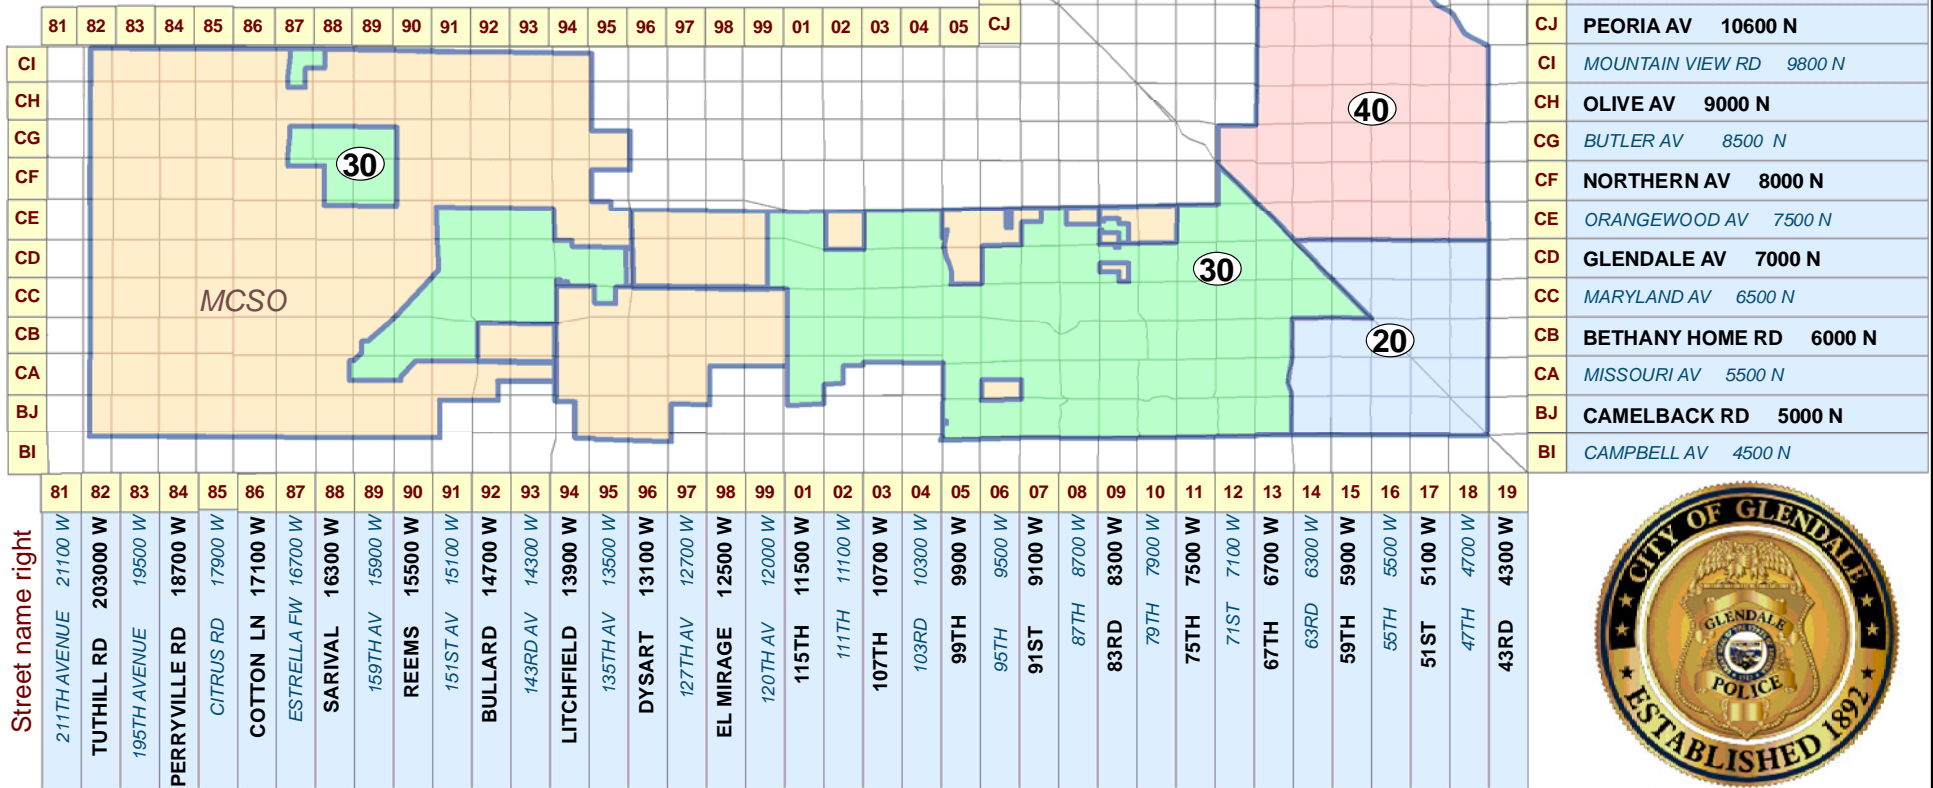 81 82 83 84 85 86 87 88 89 90 91 92 93 94 95 96 97 98 99 01 02 03 04 05 CJ
CJ PEORIA AV 10600 N
CI CI MOUNTAIN VIEW RD 9800 N
CH 40 CH OLIVE AV 9000 N
CG CG BUTLER AV 8500 N
30
CF CF NORTHERN AV 8000 N
CE CE ORANGEWOOD AV 7500 N
CD 30 CD GLENDALE AV 7000 N
CC MCSO CC MARYLAND AV 6500 N
CB 20 CB BETHANY HOME RD 6000 N
CA CA MISSOURI AV 5500 N
BJ BJ CAMELBACK RD 5000 N
BI BI CAMPBELL AV 4500 N
81 82 83 84 85 86 87 88 89 90 91 92 93 94 95 96 97 98 99 01 02 03 04 05 06 07 08 09 10 11 12 13 14 15 16 17 18 19
Street name right
211TH AVENUE 21100 W
TUTHILL RD 203000 W
195TH AVENUE 19500 W
PERRYVILLE RD 18700 W
CITRUS RD 17900 W
COTTON LN 17100 W
ESTRELLA FW 16700 W
SARIVAL 16300 W
159TH AV 15900 W
REEMS 15500 W
151ST AV 15100 W
BULLARD 14700 W
143RD AV 14300 W
LITCHFIELD 13900 W
135TH AV 13500 W
DYSART 13100 W
127TH AV 12700 W
EL MIRAGE 12500 W
120TH AV 12000 W
115TH 11500 W
111TH 11100 W
107TH 10700 W
103RD 10300 W
99TH 9900 W
95TH 9500 W
91ST 9100 W
87TH 8700 W
83RD 8300 W
79TH 7900 W
75TH 7500 W
71ST 7100 W
67TH 6700 W
63RD 6300 W
59TH 5900 W
55TH 5500 W
51ST 5100 W
47TH 4700 W
43RD 4300 W
CITY OF GLENDALE
GLENDALE
POLICE
ESTABLISHED 1892